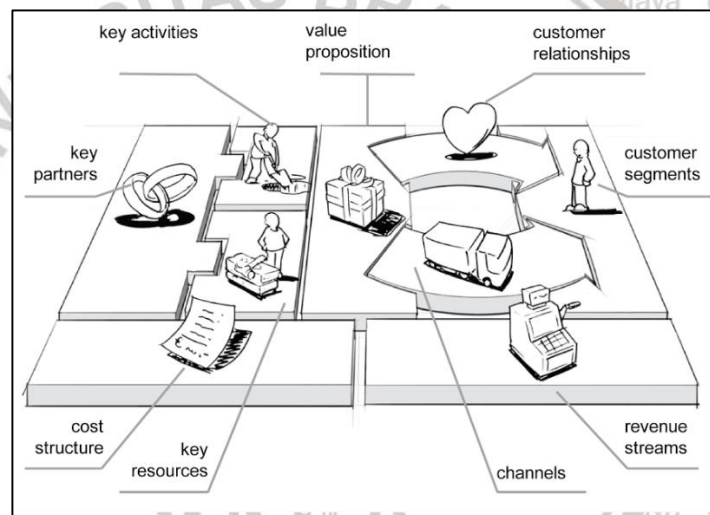 key activities
value
proposition
customer
relationships
key
partners
customer
segments
cost
structure
key
resources
channels
revenue
streams